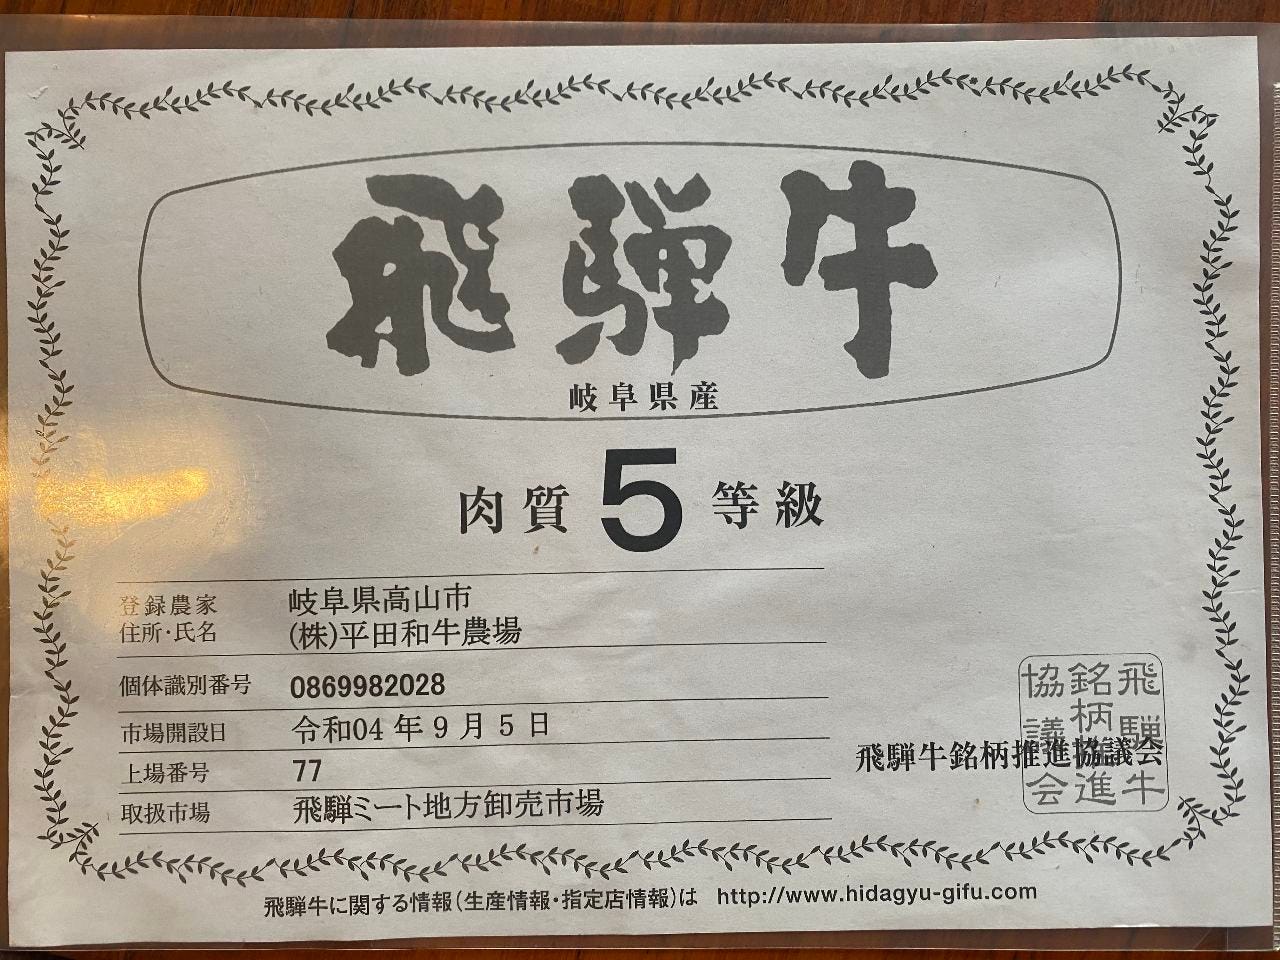 飛騨牛
岐阜県産
肉質5等級
登録農家 岐阜県高山市
住所・氏名 (株)平田和牛農場
個体識別番号 0869982028
市場開設日 令和04年9月5日
上場番号 77
取扱市場 飛騨ミート地方卸売市場
飛騨牛銘柄推進協議会
飛騨牛
銘柄推進
協議会
飛騨牛に関する情報(生産情報・指定店情報)は http://www.hidagyu-gifu.com